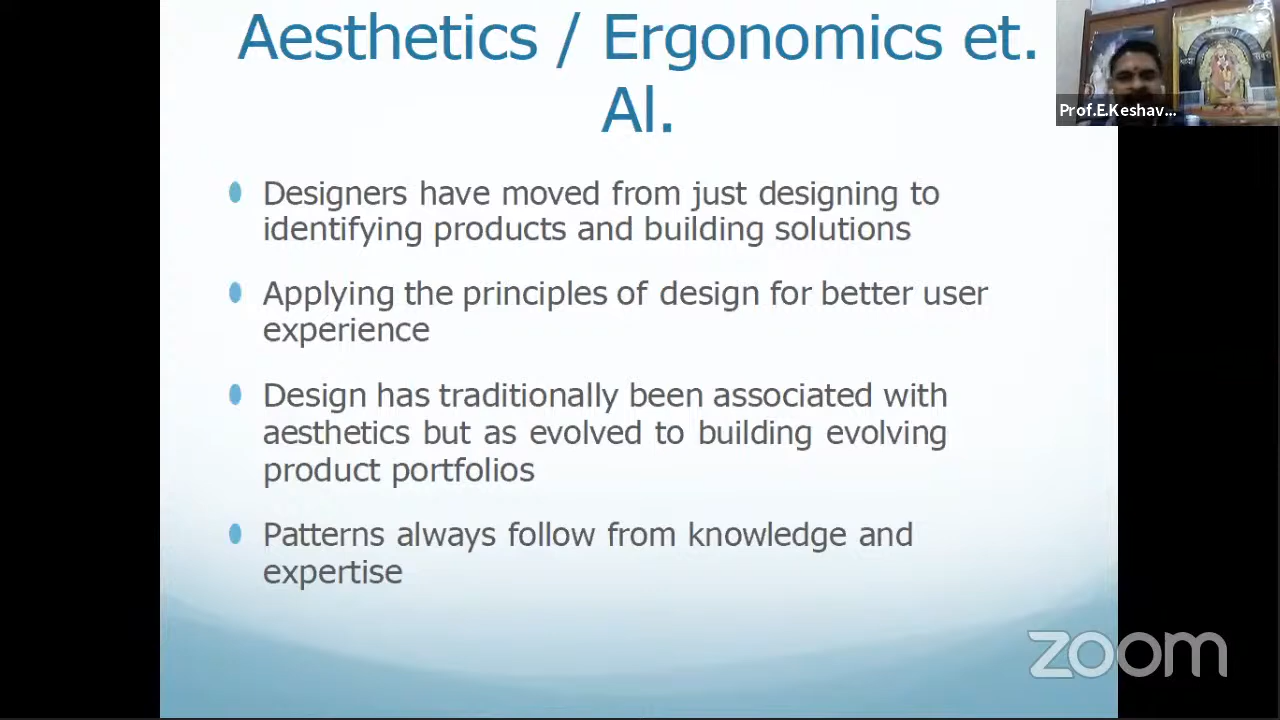 Aesthetics / Ergonomics et.
Al.
Prof.E.Keshav...
Designers have moved from just designing to
identifying products and building solutions
Applying the principles of design for better user
experience
Design has traditionally been associated with
aesthetics but as evolved to building evolving
product portfolios
Patterns always follow from knowledge and
expertise
zoom